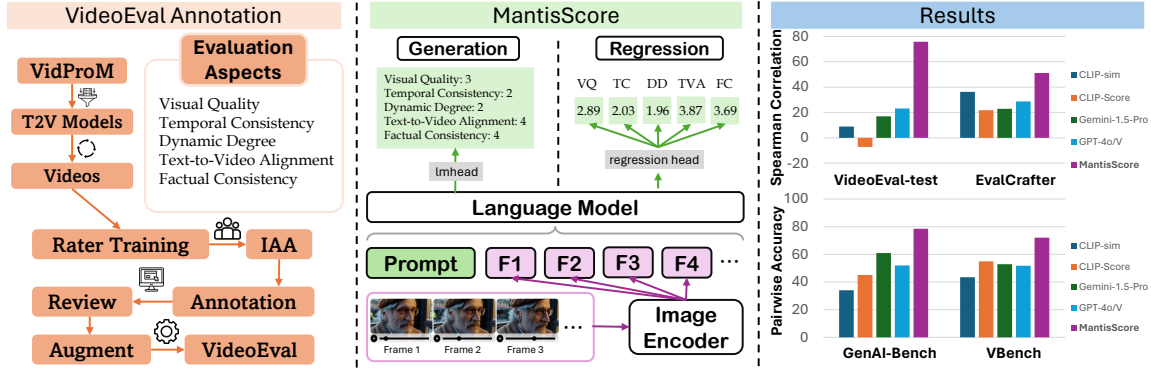 VideoEval Annotation
VidProM
T2V Models
Videos
Evaluation
Aspects
Visual Quality
Temporal Consistency
Dynamic Degree
Text-to-Video Alignment
Factual Consistency
Rater Training
IAA
Review
Annotation
Augment
VideoEval
MantisScore
Generation
Visual Quality: 3
Temporal Consistency: 2
Dynamic Degree: 2
Text-to-Video Alignment: 4
Factual Consistency: 4
lmhead
Regression
VQ TC DD TVA FC
2.89 2.03 1.96 3.87 3.69
regression head
Language Model
Prompt F1 F2 F3 F4 ...
Frame 1 Frame 2 Frame 3
...
Image
Encoder
Results
Spearman Correlation
80
60
40
20
0
-20
VideoEval-test EvalCrafter
CLIP-sim
CLIP-Score
Gemini-1.5-Pro
GPT-4o/V
MantisScore
Pairwise Accuracy
100
80
60
40
20
0
GenAI-Bench VBench
CLIP-sim
CLIP-Score
Gemini-1.5-Pro
GPT-4o/V
MantisScore